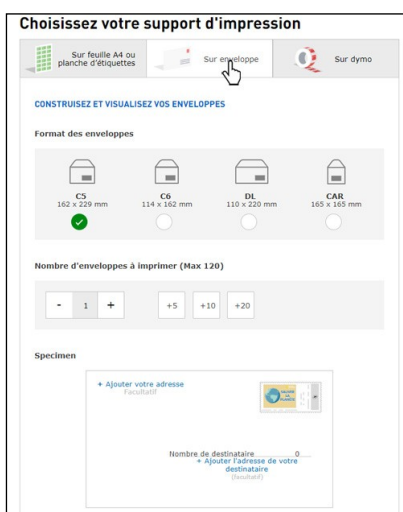 Choisissez votre support d'impression
Sur feuille A4 ou
planche d'étiquettes
Sur enveloppe
Sur dymo
CONSTRUISEZ ET VISUALISEZ VOS ENVELOPPES
Format des enveloppes
C5
162 x 229 mm
C6
114 x 162 mm
DL
110 x 220 mm
CAR
165 x 165 mm
Nombre d'enveloppes à imprimer (Max 120)
- 1 + +5 +10 +20
Specimen
+ Ajouter votre adresse
Facultatif
Nombre de destinataire 0
+ Ajouter l'adresse de votre
destinataire
(facultatif)